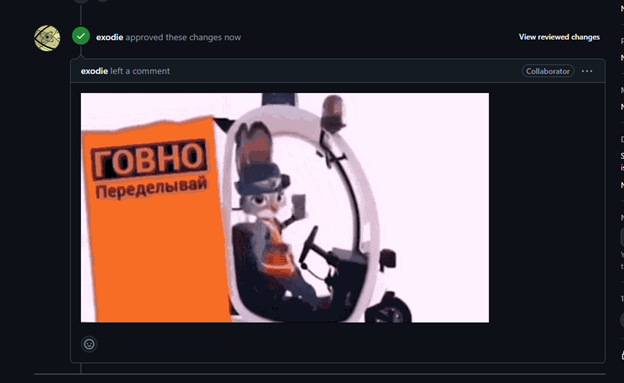 exodie approved these changes now
View reviewed changes
exodie left a comment
Collaborator
ГОВНО
Переделывай